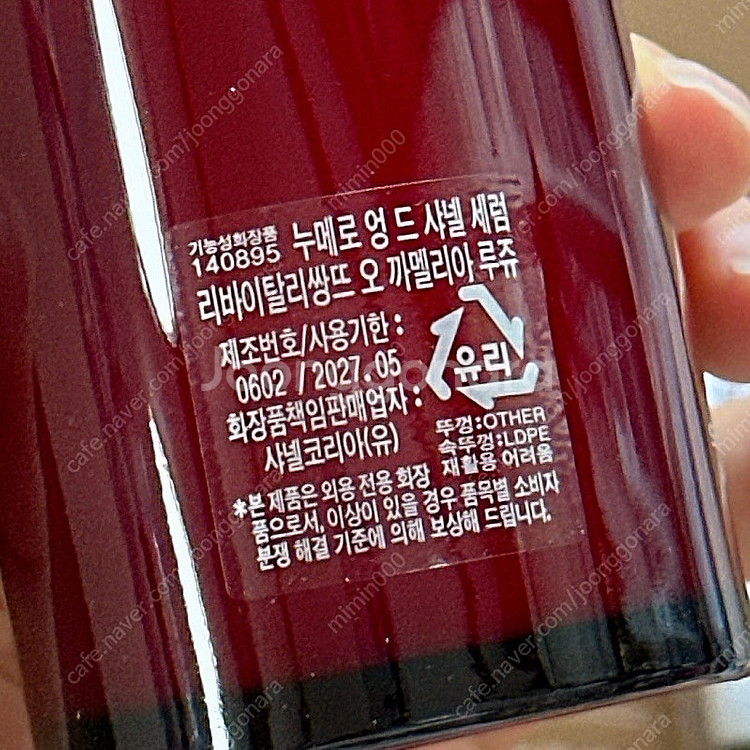 기능성화장품
140895
누메로 엉 드 샤넬 세럼
리바이탈리쌍뜨 오 까멜리아 루쥬
제조번호/사용기한 :
0602 / 2027.05
화장품책임판매업자 :
샤넬코리아(유)
유리
뚜껑:OTHER
속뚜껑:LDPE
재활용 어려움
*본 제품은 외용 전용 화장
품으로서, 이상이 있을 경우 품목별 소비자
분쟁 해결 기준에 의해 보상해 드립니다.
Joonggonara
cafe.naver.com/joonggonara
mimin000